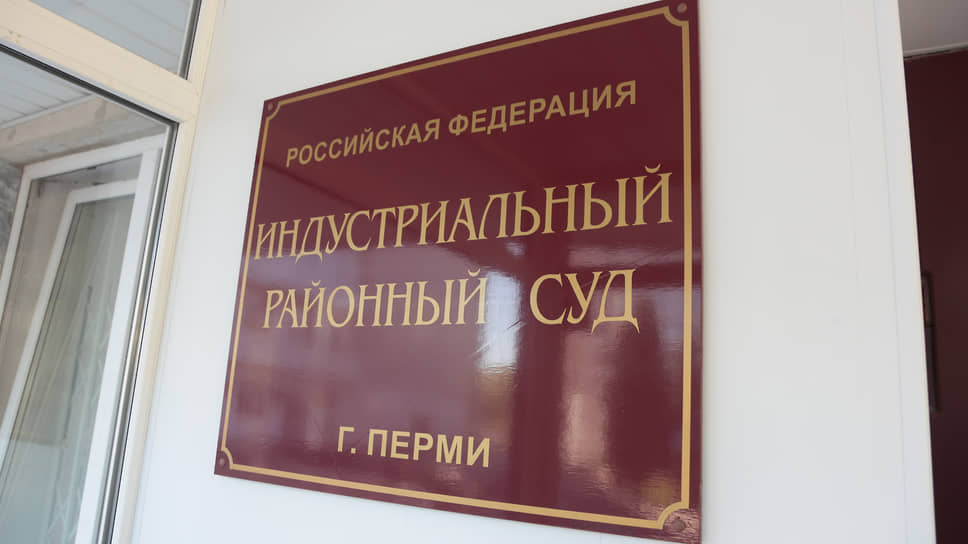 РОССИЙСКАЯ ФЕДЕРАЦИЯ
ИНДУСТРИАЛЬНЫЙ
РАЙОННЫЙ СУД
Г. ПЕРМИ